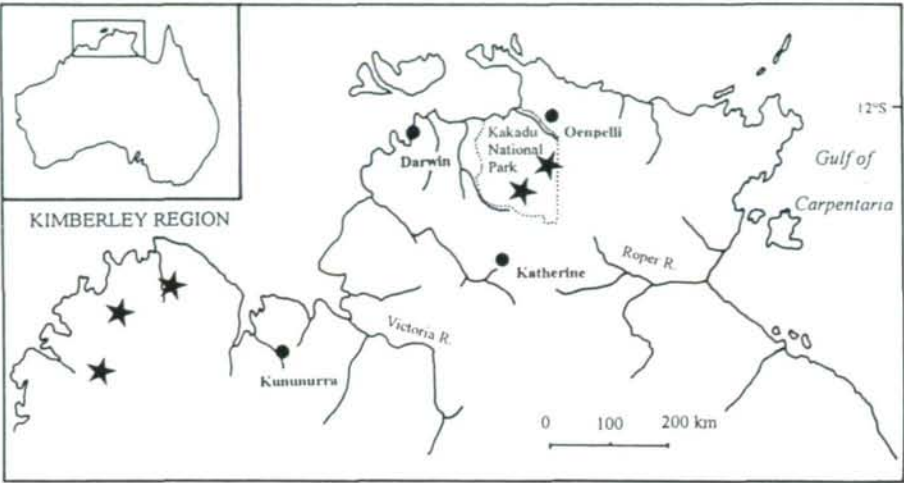 12°S
Kakadu
National
Park
Oenpelli
Darwin
Gulf of
Carpentaria
KIMBERLEY REGION
Katherine
Roper R.
Victoria R.
Kununurra
0 100 200 km